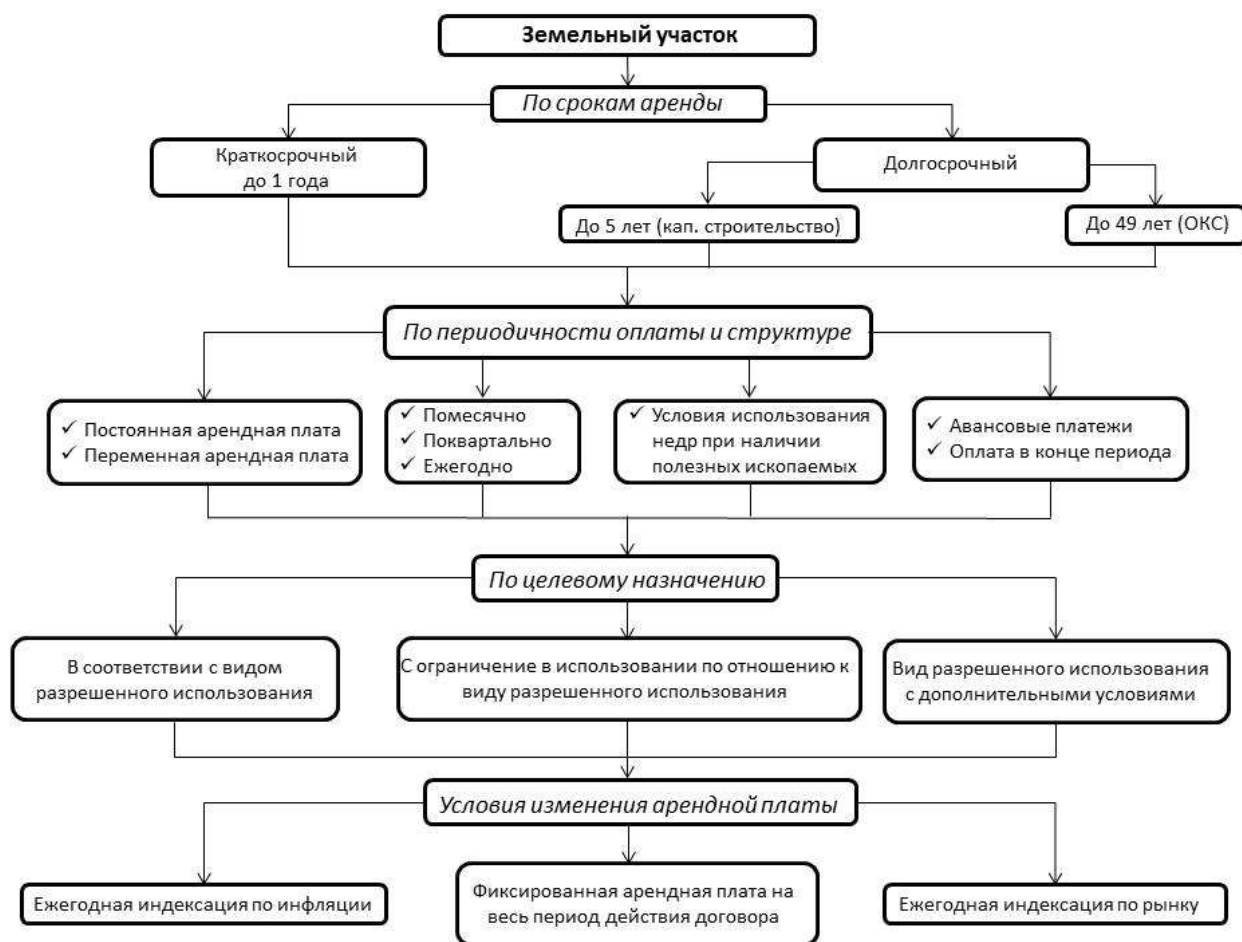 Земельный участок
По срокам аренды
Краткосрочный
до 1 года
Долгосрочный
До 5 лет (кап. строительство)
До 49 лет (ОКС)
По периодичности оплаты и структуре
✓ Постоянная арендная плата
✓ Переменная арендная плата
✓ Помесячно
✓ Поквартально
✓ Ежегодно
✓ Условия использования
недр при наличии
полезных ископаемых
✓ Авансовые платежи
✓ Оплата в конце периода
По целевому назначению
В соответствии с видом
разрешенного использования
С ограничение в использовании по отношению к
виду разрешенного использования
Вид разрешенного использования
с дополнительными условиями
Условия изменения арендной платы
Ежегодная индексация по инфляции
Фиксированная арендная плата на
весь период действия договора
Ежегодная индексация по рынку